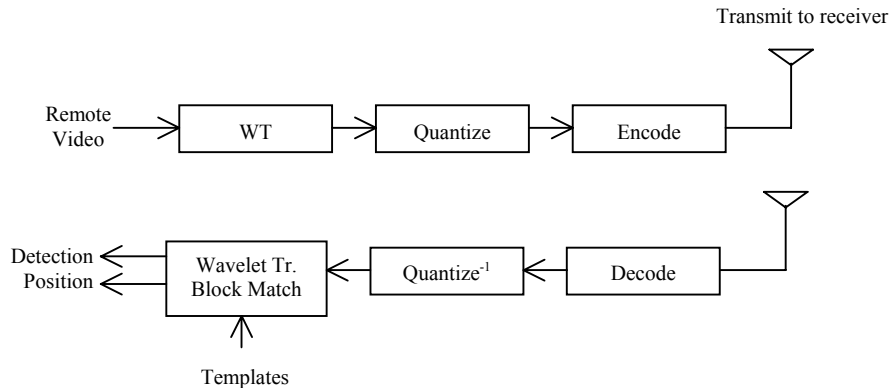 Transmit to receiver
Remote
Video
WT
Quantize
Encode
Detection
Position
Wavelet Tr.
Block Match
Quantize⁻¹
Decode
Templates